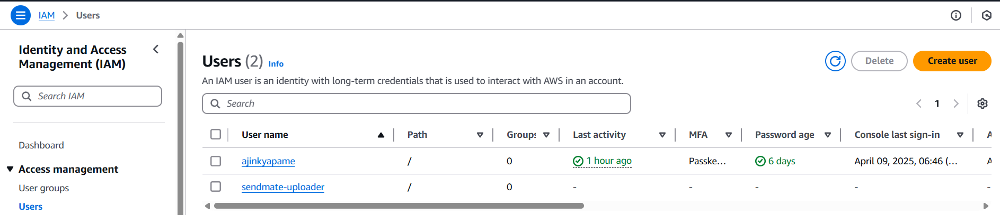 IAM > Users
Identity and Access
Management (IAM)
Search IAM
Dashboard
Access management
User groups
Users
Users (2) Info
Delete
Create user
An IAM user is an identity with long-term credentials that is used to interact with AWS in an account.
Search
1
User name Path Groups Last activity MFA Password age Console last sign-in A
ajinkyapame / 0 1 hour ago Passke... 6 days April 09, 2025, 06:46 (... A
sendmate-uploader / 0 - - - - -